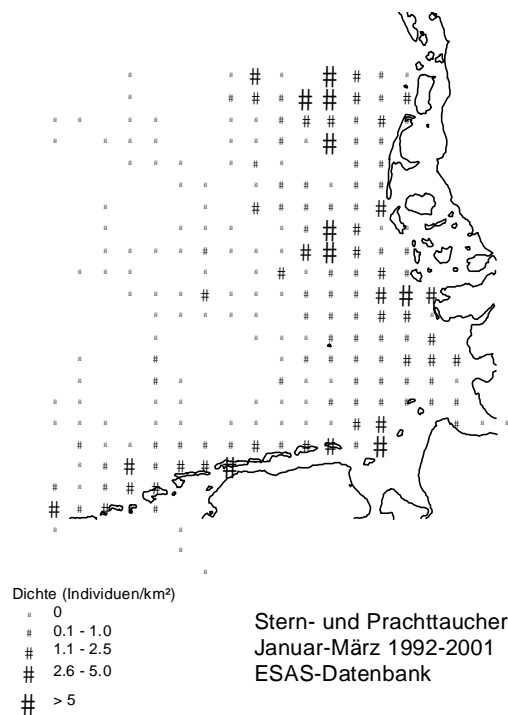 Dichte (Individuen/km²)
0
# 0.1 - 1.0
# 1.1 - 2.5
# 2.6 - 5.0
# > 5
Stern- und Prachttaucher
Januar-März 1992-2001
ESAS-Datenbank